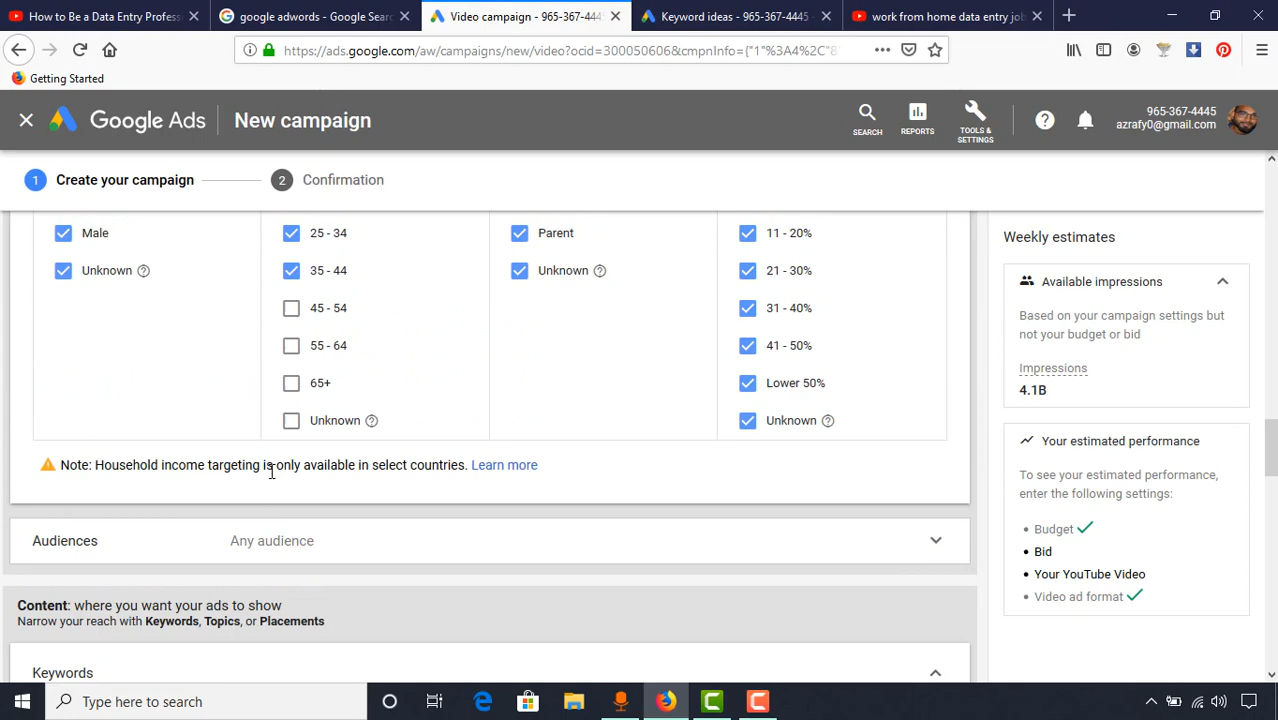 How to Be a Data Entry Profess
google adwords - Google Sear
Video campaign - 965-367-444
Keyword ideas - 965-367-4445 -
work from home data entry job
https://ads.google.com/aw/campaigns/new/video?ocid=300050606&cmpnInfo={"1"%3A4%2C"8'
Getting Started
Google Ads
New campaign
SEARCH
REPORTS
TOOLS &
SETTINGS
965-367-4445
azrafy0@gmail.com
1 Create your campaign
2 Confirmation
Male
25 - 34
Parent
11 - 20%
Unknown
35 - 44
Unknown
21 - 30%
45 - 54
31 - 40%
55 - 64
41 - 50%
65+
Lower 50%
Unknown
Unknown
Note: Household income targeting is only available in select countries. Learn more
Audiences
Any audience
Content: where you want your ads to show
Narrow your reach with Keywords, Topics, or Placements
Keywords
Weekly estimates
Available impressions
Based on your campaign settings but
not your budget or bid
Impressions
4.1B
Your estimated performance
To see your estimated performance,
enter the following settings:
• Budget
• Bid
• Your YouTube Video
• Video ad format
Type here to search